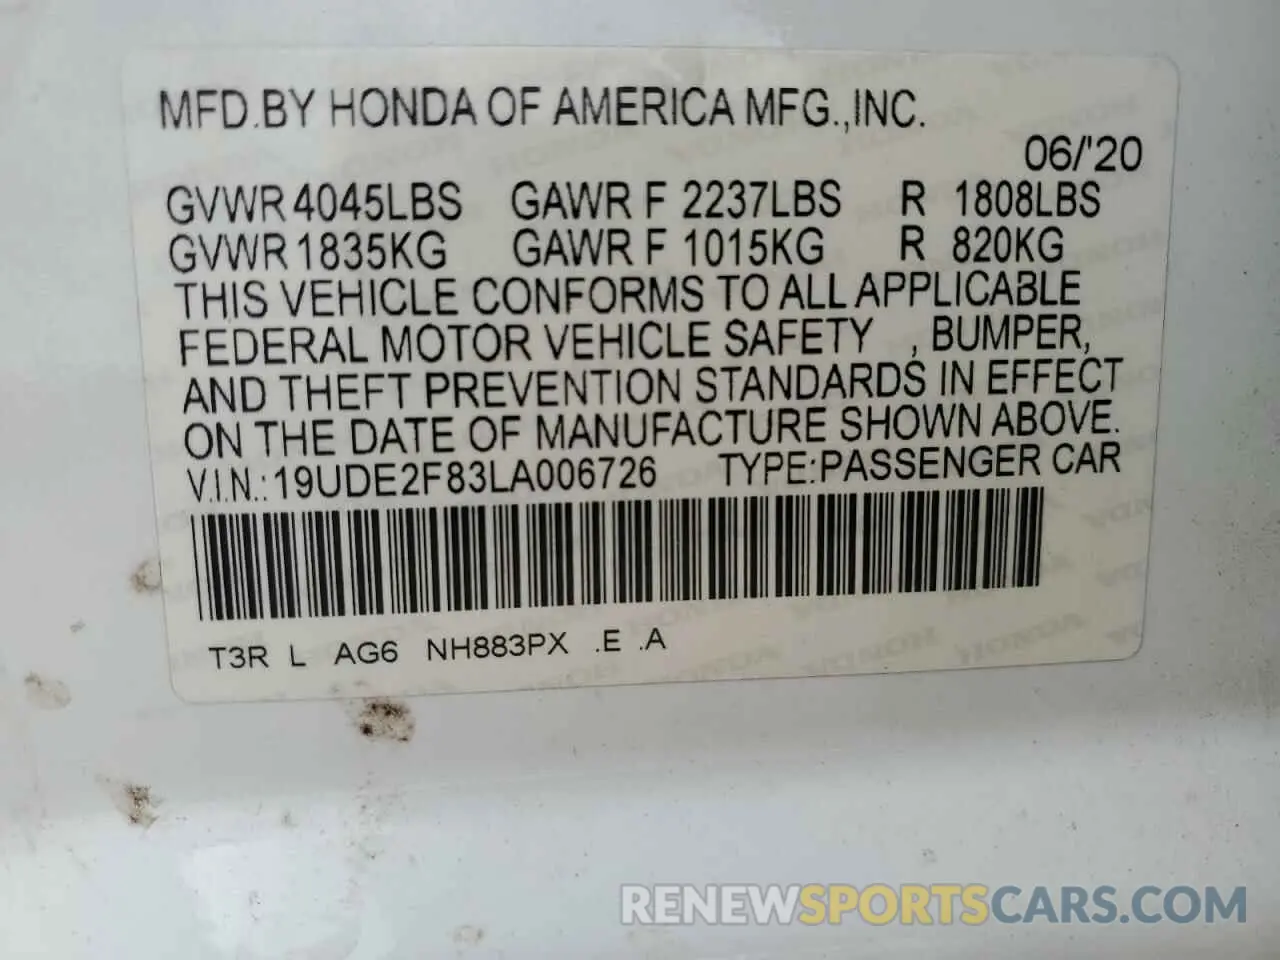 MFD.BY HONDA OF AMERICA MFG.,INC.
06/'20
GVWR 4045LBS GAWR F 2237LBS R 1808LBS
GVWR 1835KG GAWR F 1015KG R 820KG
THIS VEHICLE CONFORMS TO ALL APPLICABLE
FEDERAL MOTOR VEHICLE SAFETY , BUMPER,
AND THEFT PREVENTION STANDARDS IN EFFECT
ON THE DATE OF MANUFACTURE SHOWN ABOVE.
V.I.N.:19UDE2F83LA006726 TYPE:PASSENGER CAR
T3R L AG6 NH883PX .E .A
RENEWSPORTSCARS.COM